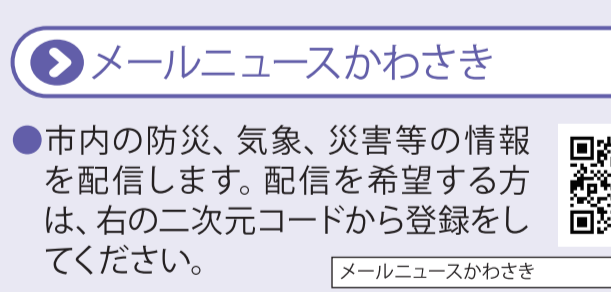 メールニュースかわさき
●市内の防災、気象、災害等の情報
を配信します。配信を希望する方
は、右の二次元コードから登録をし
てください。
メールニュースかわさき